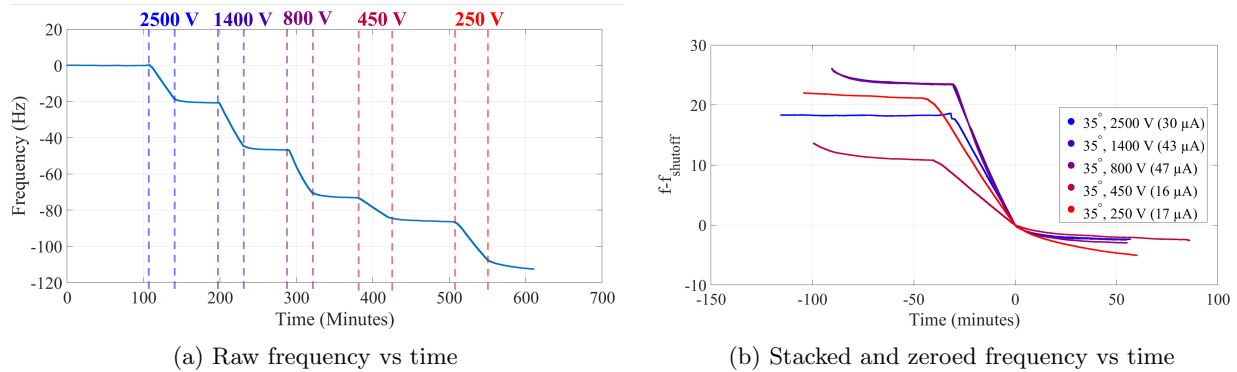 2500 V 1400 V 800 V 450 V 250 V
20
0
-20
-40
-60
-80
-100
-120
0 100 200 300 400 500 600 700
Frequency (Hz)
Time (Minutes)
(a) Raw frequency vs time
30
20
10
0
-10
-150 -100 -50 0 50 100
f-f_shutoff
Time (minutes)
35°, 2500 V (30 µA)
35°, 1400 V (43 µA)
35°, 800 V (47 µA)
35°, 450 V (16 µA)
35°, 250 V (17 µA)
(b) Stacked and zeroed frequency vs time